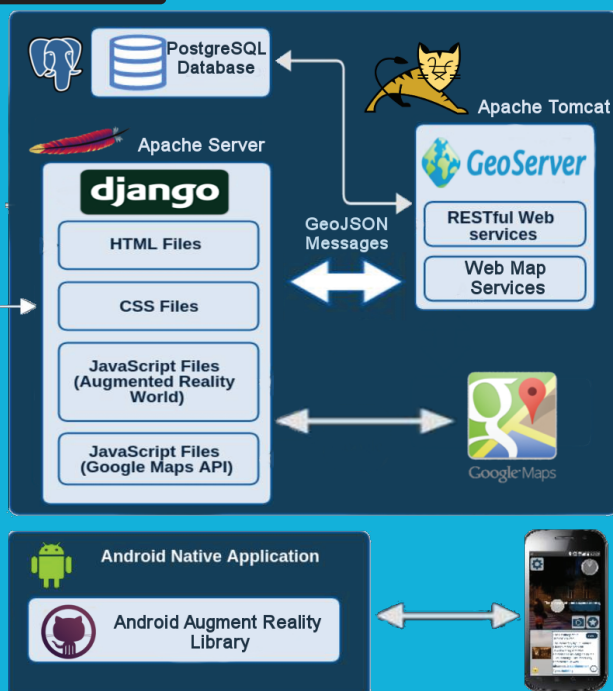 PostgreSQL
Database
Apache Tomcat
Apache Server
django
GeoServer
HTML Files
GeoJSON
Messages
RESTful Web
services
CSS Files
Web Map
Services
JavaScript Files
(Augmented Reality
World)
JavaScript Files
(Google Maps API)
Google Maps
Android Native Application
Android Augment Reality
Library